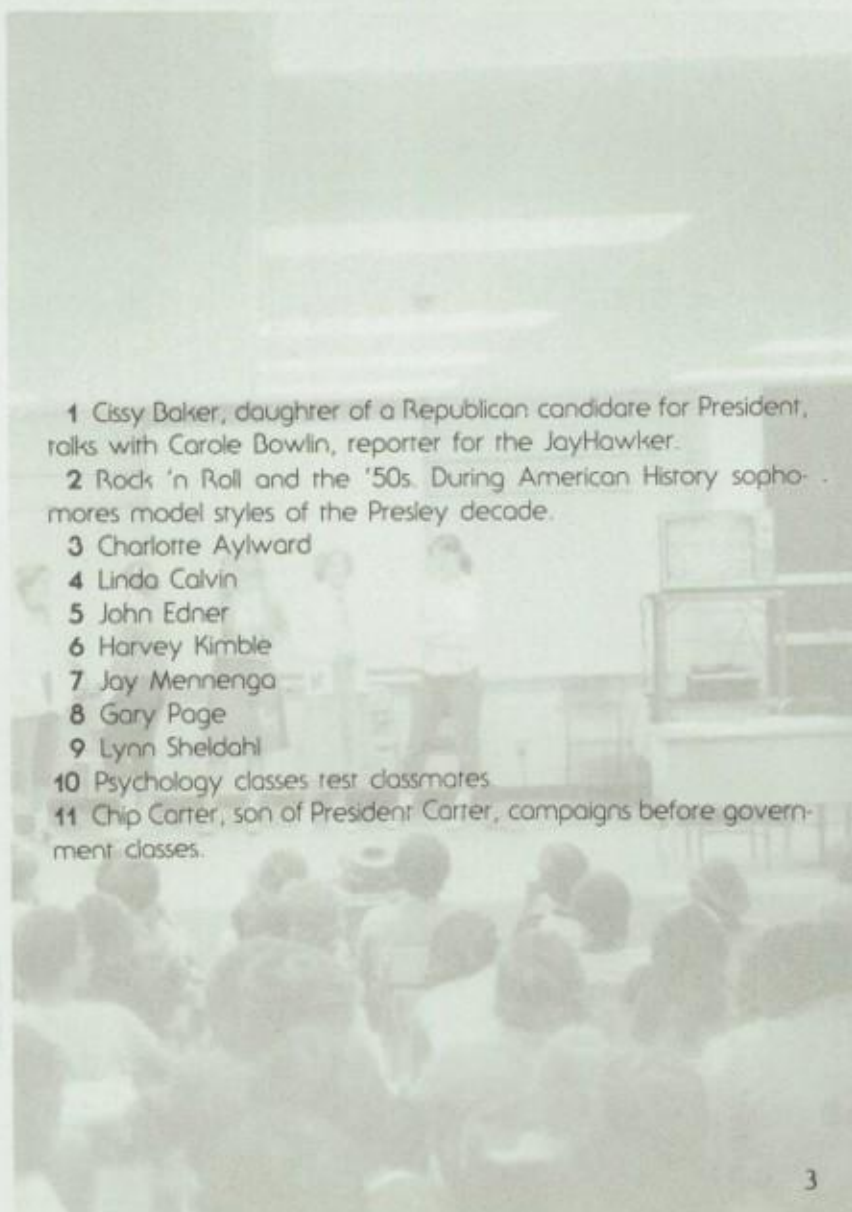 1 Cissy Baker, daughter of a Republican candidate for President,
talks with Carole Bowlin, reporter for the JayHawker.
2 Rock 'n Roll and the '50s. During American History sopho-
mores model styles of the Presley decade.
3 Charlotte Aylward
4 Linda Calvin
5 John Edner
6 Harvey Kimble
7 Jay Mennenga
8 Gary Page
9 Lynn Sheldahl
10 Psychology classes test classmates
11 Chip Carter, son of President Carter, campaigns before govern-
ment classes.
3